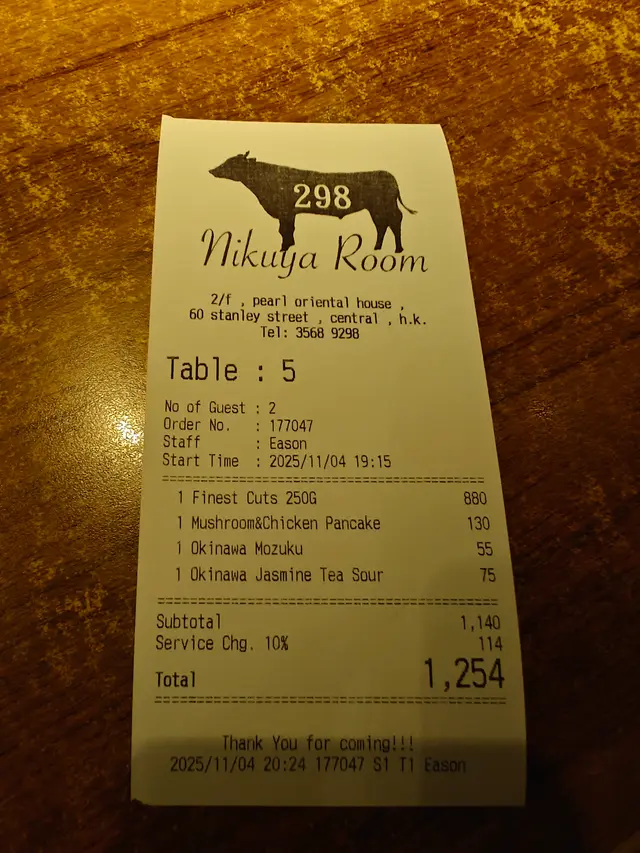 298
Nikuya Room
2/f , pearl oriental house ,
60 stanley street , central , h.k.
Tel: 3568 9298
Table : 5
No of Guest : 2
Order No. : 177047
Staff : Eason
Start Time : 2025/11/04 19:15
1 Finest Cuts 250G 880
1 Mushroom&Chicken Pancake 130
1 Okinawa Mozuku 55
1 Okinawa Jasmine Tea Sour 75
Subtotal 1,140
Service Chg. 10% 114
Total 1,254
Thank You for coming!!!
2025/11/04 20:24 177047 S1 T1 Eason